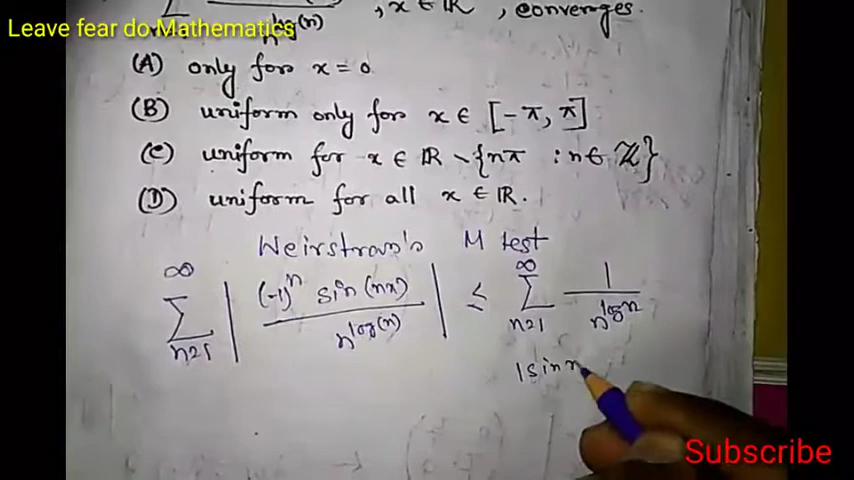 ∑ , x ∈ ℝ , converges.
n^log(n)
Leave fear do Mathematics
(A) only for x = 0
(B) uniform only for x ∈ [-π, π]
(C) uniform for x ∈ ℝ \ {nπ : n ∈ ℤ}
(D) uniform for all x ∈ ℝ.
Weirstrass's M test
∞ ∑ n=1 | (-1)^n sin(nx) / n^log(n) | ≤ ∞ ∑ n=1 1 / n^log n
|sin n
Subscribe